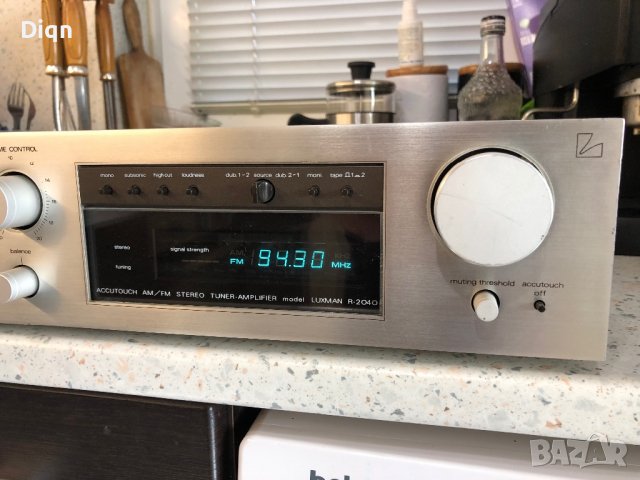 Diqn
ME CONTROL
mono subsonic high-cut loudness dub. 1-2 source dub. 2-1 moni. tape 1 2
stereo signal strength
AM
FM 94.30 MHz
tuning
balance
ACCUTOUCH AM/FM STEREO TUNER-AMPLIFIER model LUXMAN R-2040
muting threshold accutouch
off
BAZAR